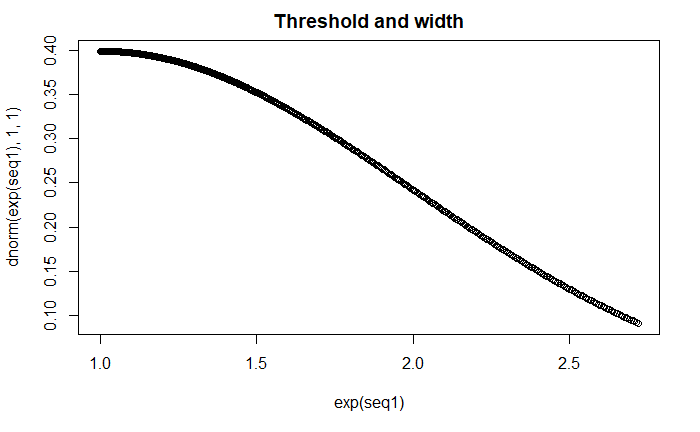 Threshold and width
dnorm(exp(seq1), 1, 1)
0.40
0.35
0.30
0.25
0.20
0.15
0.10
1.0 1.5 2.0 2.5
exp(seq1)